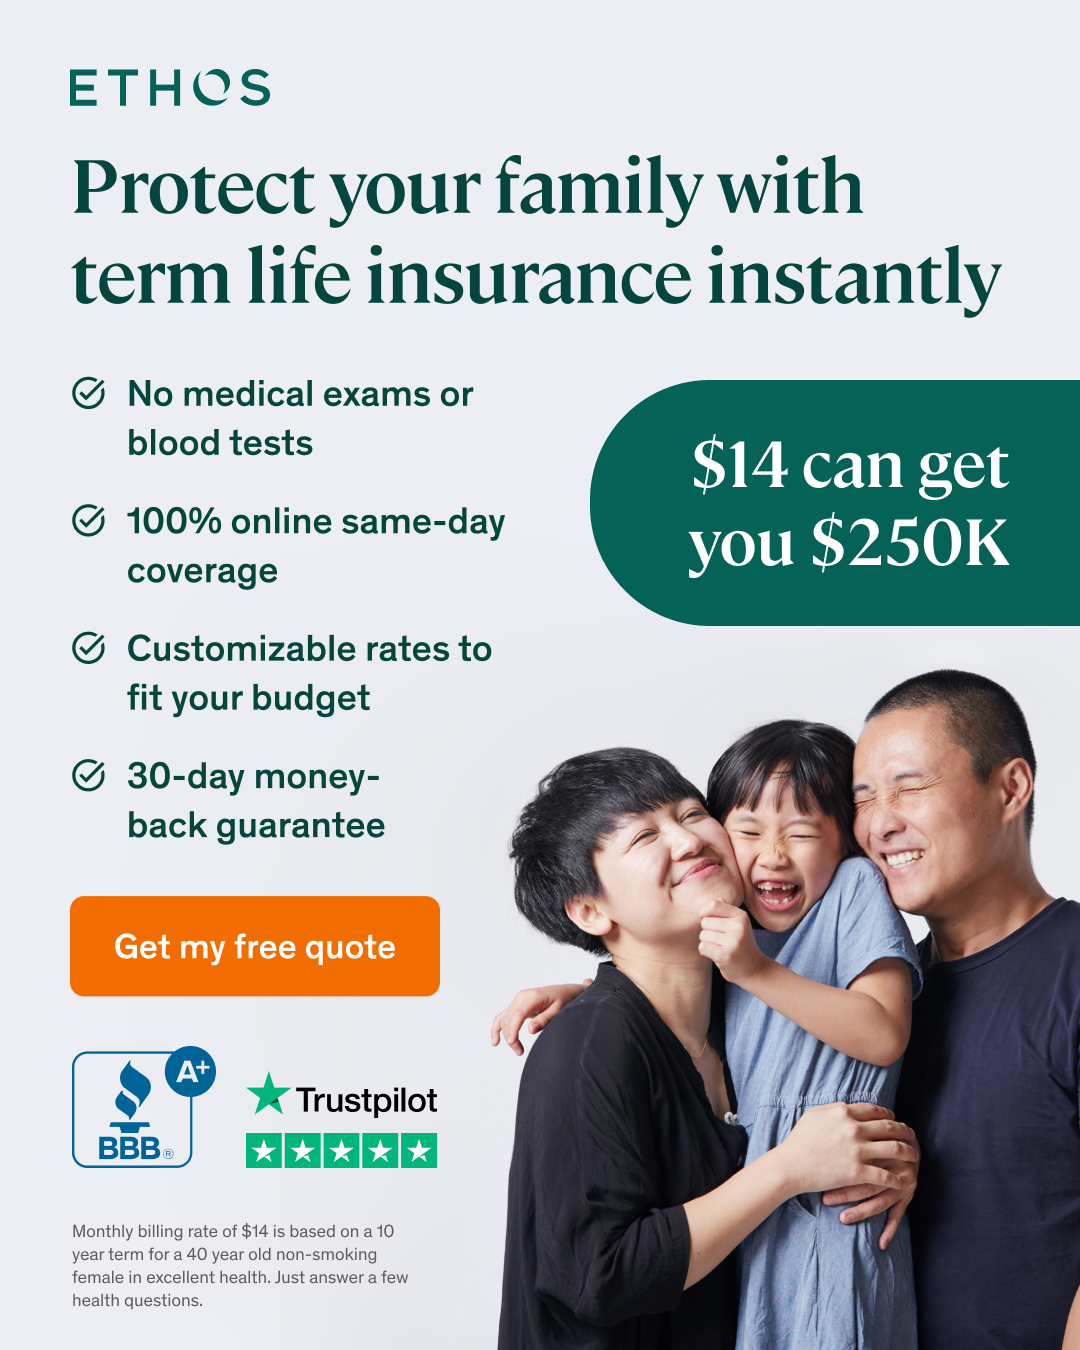 ETHOS
Protect your family with
term life insurance instantly
No medical exams or
blood tests
100% online same-day
coverage
Customizable rates to
fit your budget
30-day money-
back guarantee
$14 can get
you $250K
Get my free quote
A+
BBB®
Trustpilot
Monthly billing rate of $14 is based on a 10
year term for a 40 year old non-smoking
female in excellent health. Just answer a few
health questions.